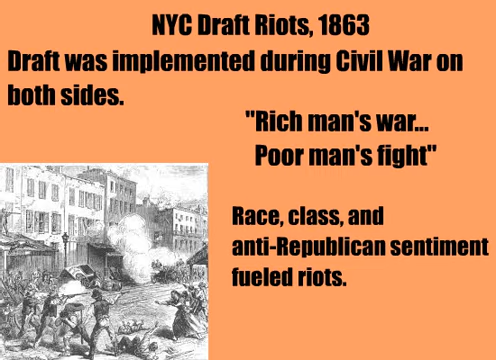 NYC Draft Riots, 1863
Draft was implemented during Civil War on
both sides.
"Rich man's war...
Poor man's fight"
Race, class, and
anti-Republican sentiment
fueled riots.